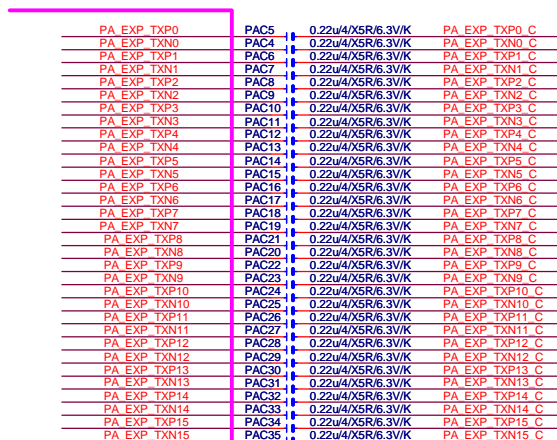 PA_EXP_TXP0 PAC5 0.22u/4/X5R/6.3V/K PA_EXP_TXP0_C
PA_EXP_TXN0 PAC4 0.22u/4/X5R/6.3V/K PA_EXP_TXN0_C
PA_EXP_TXP1 PAC6 0.22u/4/X5R/6.3V/K PA_EXP_TXP1_C
PA_EXP_TXN1 PAC7 0.22u/4/X5R/6.3V/K PA_EXP_TXN1_C
PA_EXP_TXP2 PAC8 0.22u/4/X5R/6.3V/K PA_EXP_TXP2_C
PA_EXP_TXN2 PAC9 0.22u/4/X5R/6.3V/K PA_EXP_TXN2_C
PA_EXP_TXP3 PAC10 0.22u/4/X5R/6.3V/K PA_EXP_TXP3_C
PA_EXP_TXN3 PAC11 0.22u/4/X5R/6.3V/K PA_EXP_TXN3_C
PA_EXP_TXP4 PAC12 0.22u/4/X5R/6.3V/K PA_EXP_TXP4_C
PA_EXP_TXN4 PAC13 0.22u/4/X5R/6.3V/K PA_EXP_TXN4_C
PA_EXP_TXP5 PAC14 0.22u/4/X5R/6.3V/K PA_EXP_TXP5_C
PA_EXP_TXN5 PAC15 0.22u/4/X5R/6.3V/K PA_EXP_TXN5_C
PA_EXP_TXP6 PAC16 0.22u/4/X5R/6.3V/K PA_EXP_TXP6_C
PA_EXP_TXN6 PAC17 0.22u/4/X5R/6.3V/K PA_EXP_TXN6_C
PA_EXP_TXP7 PAC18 0.22u/4/X5R/6.3V/K PA_EXP_TXP7_C
PA_EXP_TXN7 PAC19 0.22u/4/X5R/6.3V/K PA_EXP_TXN7_C
PA_EXP_TXP8 PAC21 0.22u/4/X5R/6.3V/K PA_EXP_TXP8_C
PA_EXP_TXN8 PAC20 0.22u/4/X5R/6.3V/K PA_EXP_TXN8_C
PA_EXP_TXP9 PAC22 0.22u/4/X5R/6.3V/K PA_EXP_TXP9_C
PA_EXP_TXN9 PAC23 0.22u/4/X5R/6.3V/K PA_EXP_TXN9_C
PA_EXP_TXP10 PAC24 0.22u/4/X5R/6.3V/K PA_EXP_TXP10_C
PA_EXP_TXN10 PAC25 0.22u/4/X5R/6.3V/K PA_EXP_TXN10_C
PA_EXP_TXP11 PAC26 0.22u/4/X5R/6.3V/K PA_EXP_TXP11_C
PA_EXP_TXN11 PAC27 0.22u/4/X5R/6.3V/K PA_EXP_TXN11_C
PA_EXP_TXP12 PAC28 0.22u/4/X5R/6.3V/K PA_EXP_TXP12_C
PA_EXP_TXN12 PAC29 0.22u/4/X5R/6.3V/K PA_EXP_TXN12_C
PA_EXP_TXP13 PAC30 0.22u/4/X5R/6.3V/K PA_EXP_TXP13_C
PA_EXP_TXN13 PAC31 0.22u/4/X5R/6.3V/K PA_EXP_TXN13_C
PA_EXP_TXP14 PAC32 0.22u/4/X5R/6.3V/K PA_EXP_TXP14_C
PA_EXP_TXN14 PAC33 0.22u/4/X5R/6.3V/K PA_EXP_TXN14_C
PA_EXP_TXP15 PAC34 0.22u/4/X5R/6.3V/K PA_EXP_TXP15_C
PA_EXP_TXN15 PAC35 0.22u/4/X5R/6.3V/K PA_EXP_TXN15_C